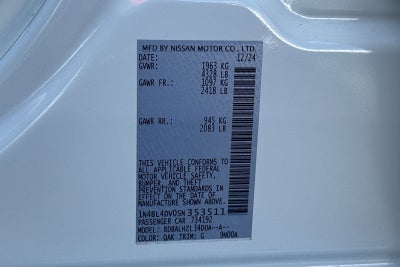 MFD BY NISSAN MOTOR CO., LTD.
DATE: 12/24
GVWR: 1963 KG
4328 LB
GAWR FR.: 1097 KG
2418 LB
GAWR RR.: 945 KG
2083 LB
THIS VEHICLE CONFORMS TO
ALL APPLICABLE FEDERAL
MOTOR VEHICLE SAFETY,
BUMPER, AND THEFT
PREVENTION STANDARDS
IN EFFECT ON THE DATE OF
MANUFACTURE SHOWN ABOVE.
1N4BL4DV0SN353511
PASSENGER CAR 734192
MODEL: BDBALHZL34DUA--A--
COLOR: QAK TRIM: G 9N00A